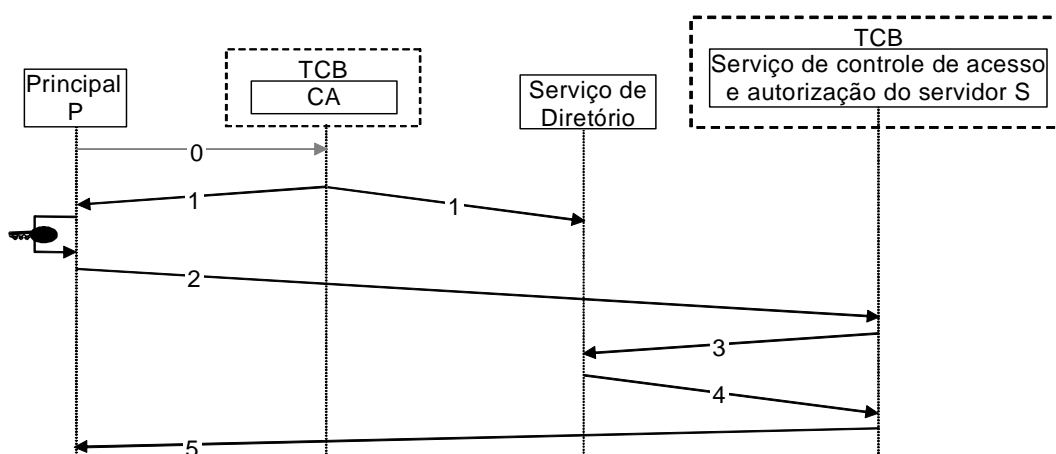 TCB
Serviço de controle de acesso
e autorização do servidor S
TCB
CA
Principal
P
Serviço de
Diretório
0
1
1
2
3
4
5